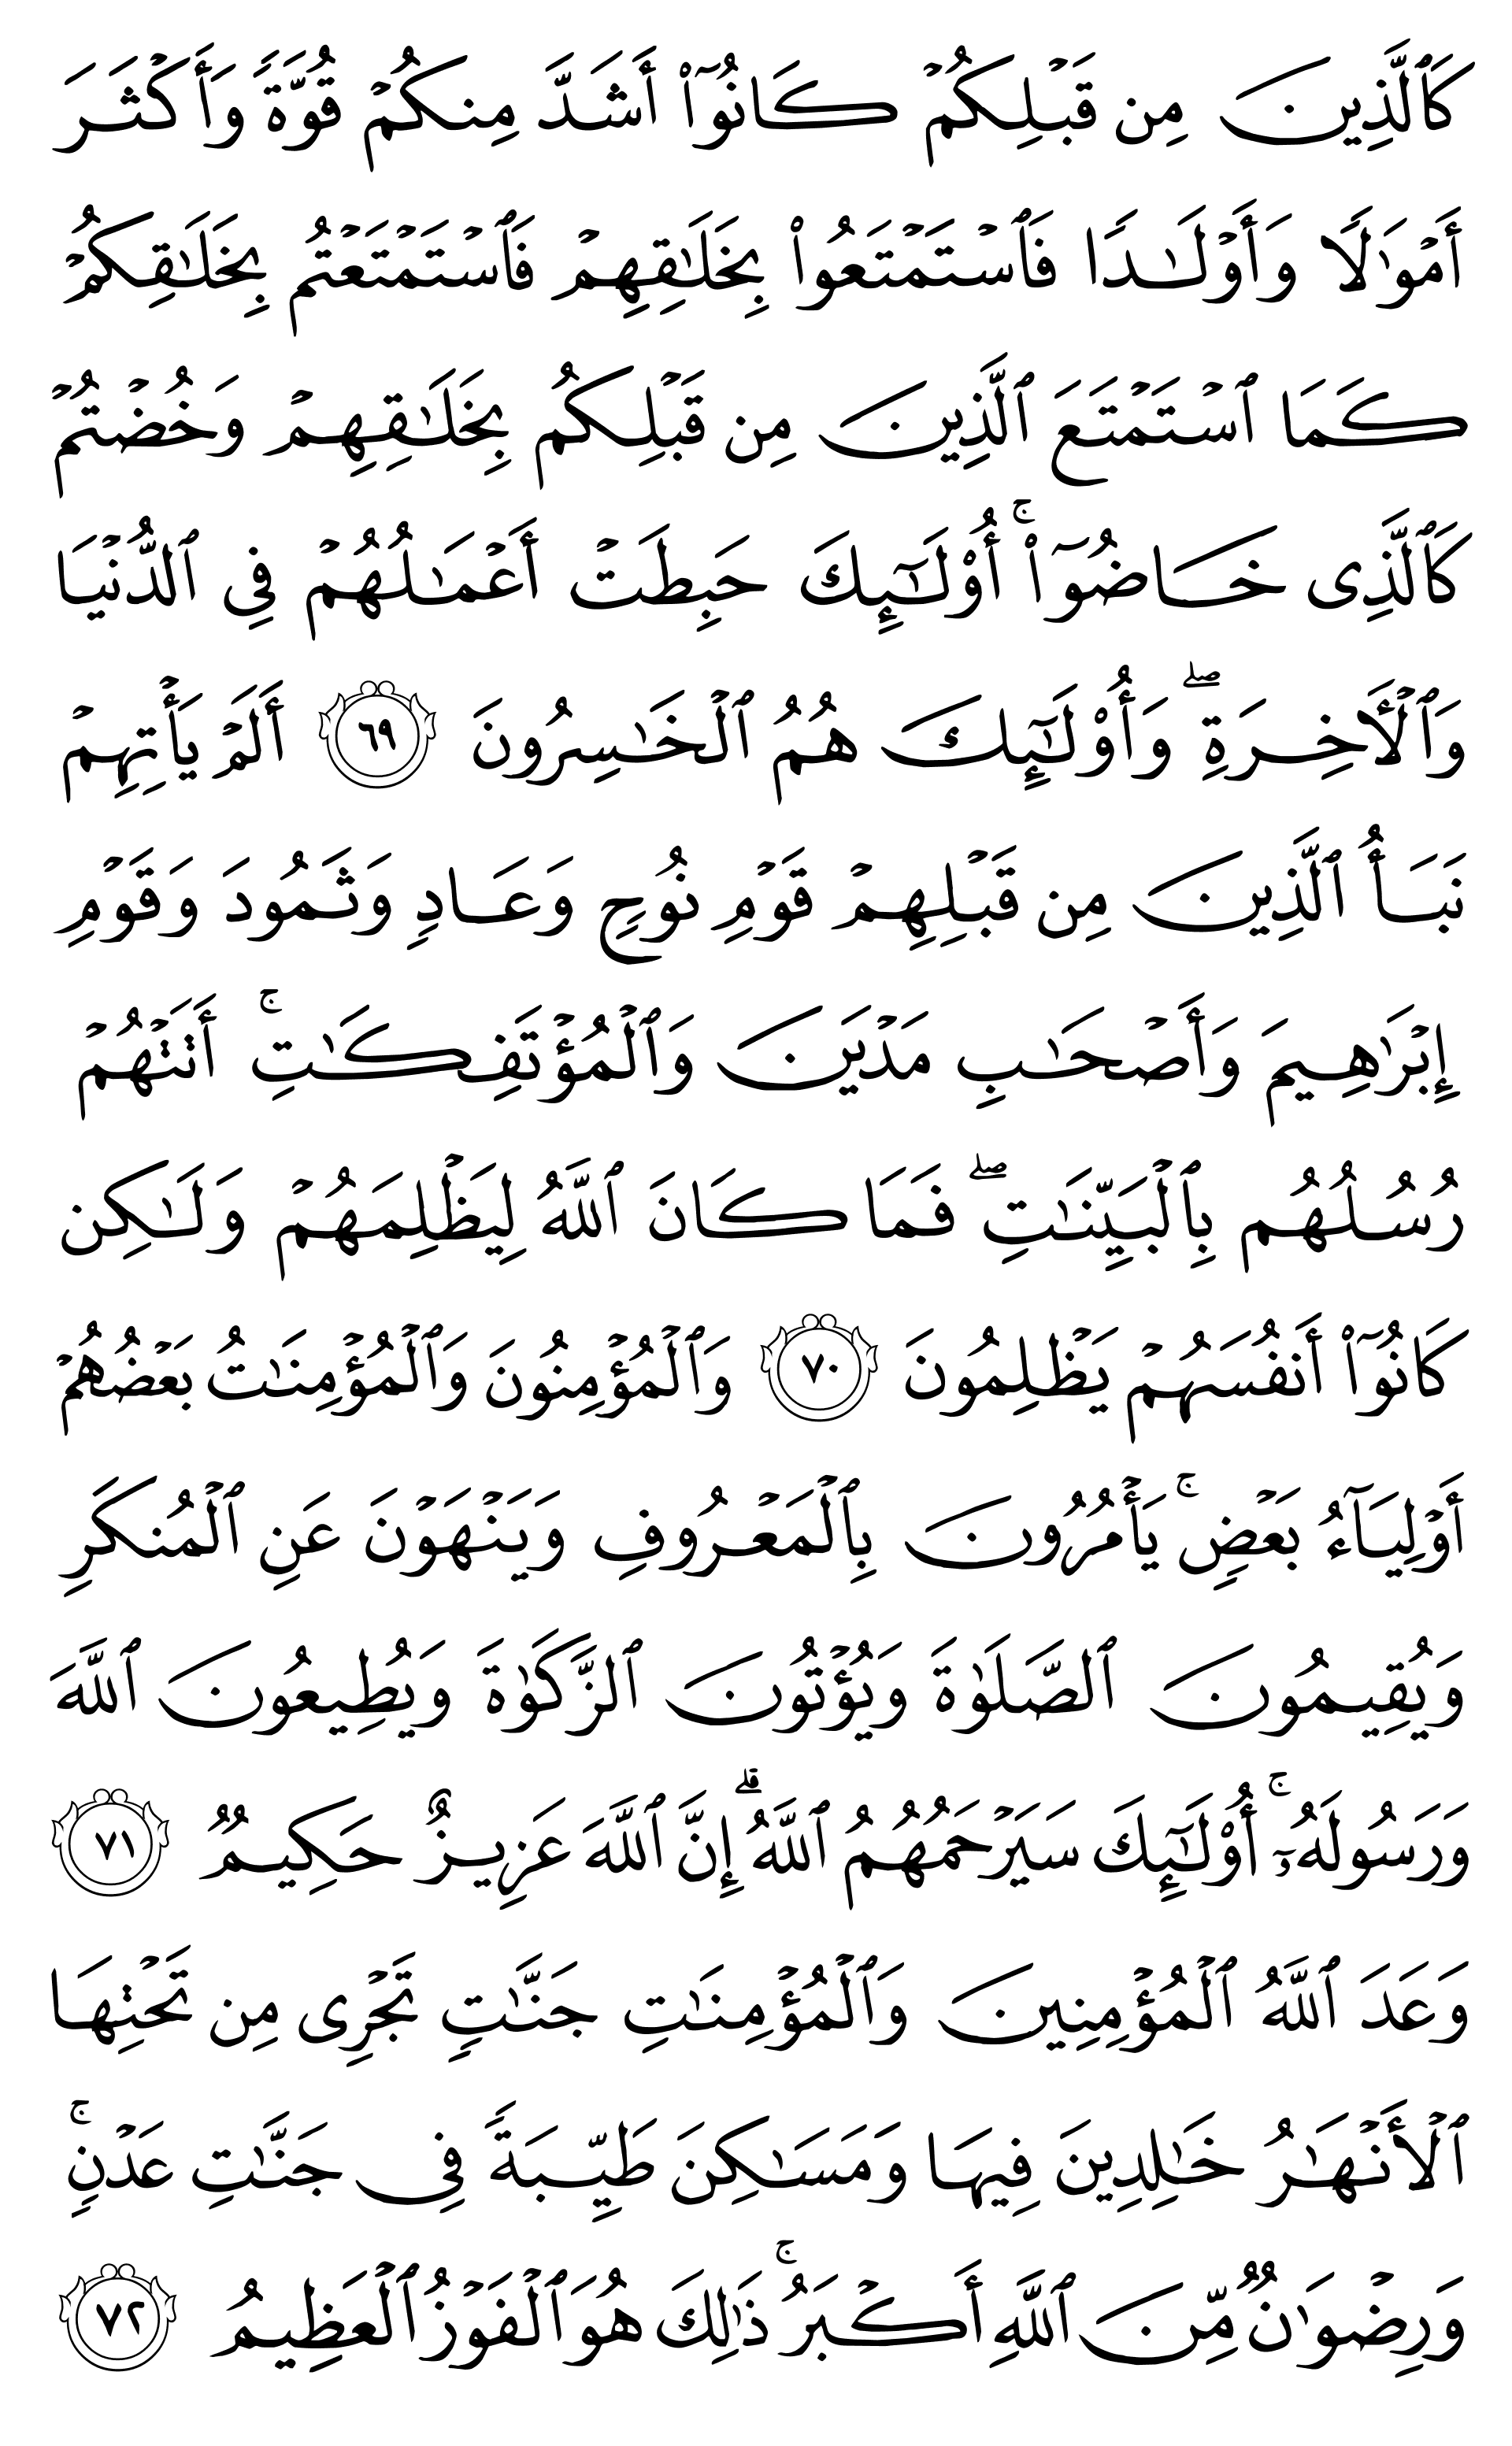 كَٱلَّذِينَ مِن قَبْلِكُمْ كَانُوٓا۟ أَشَدَّ مِنكُمْ قُوَّةً وَأَكْثَرَ
أَمْوَٰلًا وَأَوْلَـٰدًا فَٱسْتَمْتَعُوا۟ بِخَلَـٰقِهِمْ فَٱسْتَمْتَعْتُم بِخَلَـٰقِكُمْ
كَمَا ٱسْتَمْتَعَ ٱلَّذِينَ مِن قَبْلِكُم بِخَلَـٰقِهِمْ وَخُضْتُمْ
كَٱلَّذِى خَاضُوٓا۟ ۚ أُو۟لَـٰٓئِكَ حَبِطَتْ أَعْمَـٰلُهُمْ فِى ٱلدُّنْيَا
وَٱلْـَٔاخِرَةِ ۖ وَأُو۟لَـٰٓئِكَ هُمُ ٱلْخَـٰسِرُونَ ٦٩ أَلَمْ يَأْتِهِمْ
نَبَأُ ٱلَّذِينَ مِن قَبْلِهِمْ قَوْمِ نُوحٍ وَعَادٍ وَثَمُودَ وَقَوْمِ
إِبْرَٰهِيمَ وَأَصْحَـٰبِ مَدْيَنَ وَٱلْمُؤْتَفِكَـٰتِ ۚ أَتَتْهُمْ
رُسُلُهُم بِٱلْبَيِّنَـٰتِ ۖ فَمَا كَانَ ٱللَّهُ لِيَظْلِمَهُمْ وَلَـٰكِن
كَانُوٓا۟ أَنفُسَهُمْ يَظْلِمُونَ ٧٠ وَٱلْمُؤْمِنُونَ وَٱلْمُؤْمِنَـٰتُ بَعْضُهُمْ
أَوْلِيَآءُ بَعْضٍ ۚ يَأْمُرُونَ بِٱلْمَعْرُوفِ وَيَنْهَوْنَ عَنِ ٱلْمُنكَرِ
وَيُقِيمُونَ ٱلصَّلَوٰةَ وَيُؤْتُونَ ٱلزَّكَوٰةَ وَيُطِيعُونَ ٱللَّهَ
وَرَسُولَهُۥٓ ۚ أُو۟لَـٰٓئِكَ سَيَرْحَمُهُمُ ٱللَّهُ ۗ إِنَّ ٱللَّهَ عَزِيزٌ حَكِيمٌ ٧١
وَعَدَ ٱللَّهُ ٱلْمُؤْمِنِينَ وَٱلْمُؤْمِنَـٰتِ جَنَّـٰتٍ تَجْرِى مِن تَحْتِهَا
ٱلْأَنْهَـٰرُ خَـٰلِدِينَ فِيهَا وَمَسَـٰكِنَ طَيِّبَةً فِى جَنَّـٰتِ عَدْنٍ ۚ
وَرِضْوَٰنٌ مِّنَ ٱللَّهِ أَكْبَرُ ۚ ذَٰلِكَ هُوَ ٱلْفَوْزُ ٱلْعَظِيمُ ٧٢